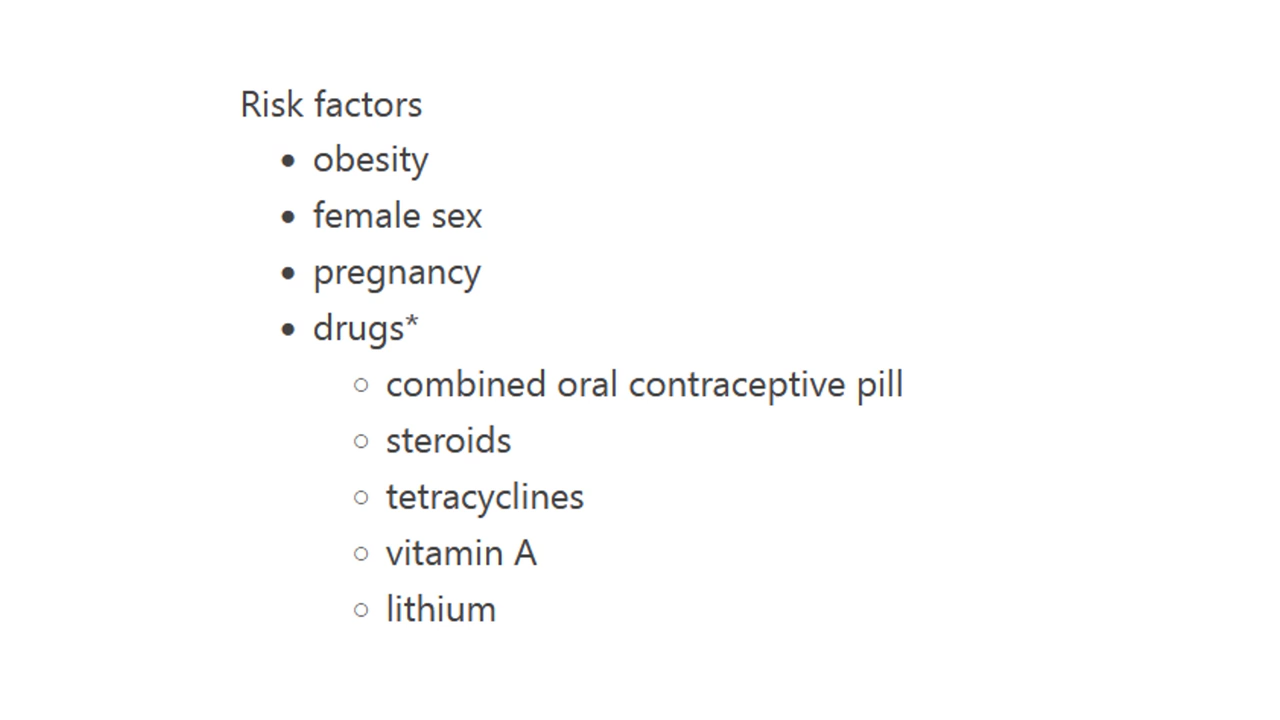 Risk factors
• obesity
• female sex
• pregnancy
• drugs*
○ combined oral contraceptive pill
○ steroids
○ tetracyclines
○ vitamin A
○ lithium